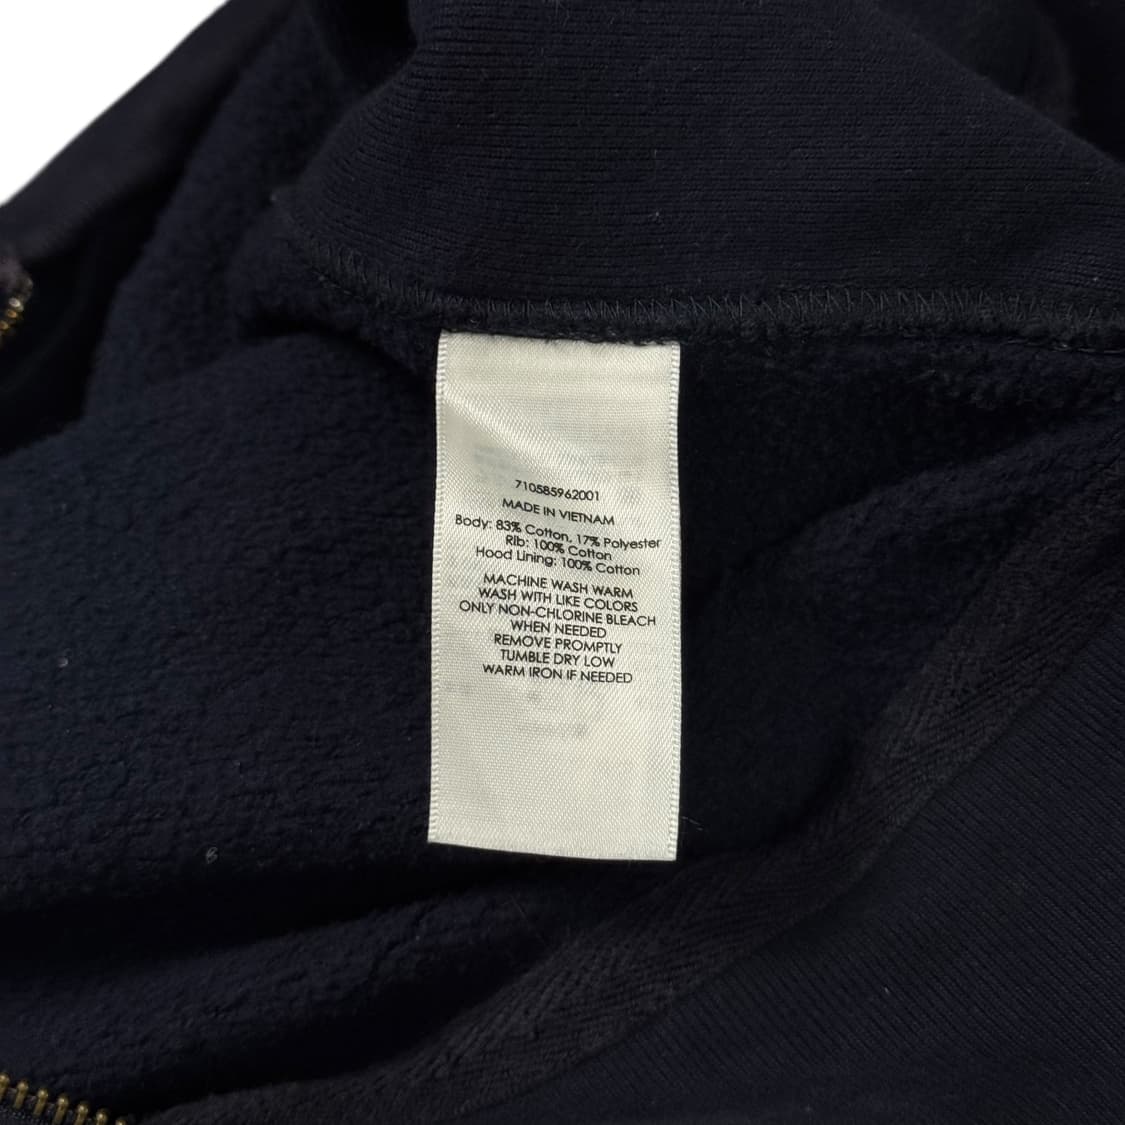 710585962001
MADE IN VIETNAM
Body: 83% Cotton, 17% Polyester
Rib: 100% Cotton
Hood Lining: 100% Cotton
MACHINE WASH WARM
WASH WITH LIKE COLORS
ONLY NON-CHLORINE BLEACH
WHEN NEEDED
REMOVE PROMPTLY
TUMBLE DRY LOW
WARM IRON IF NEEDED